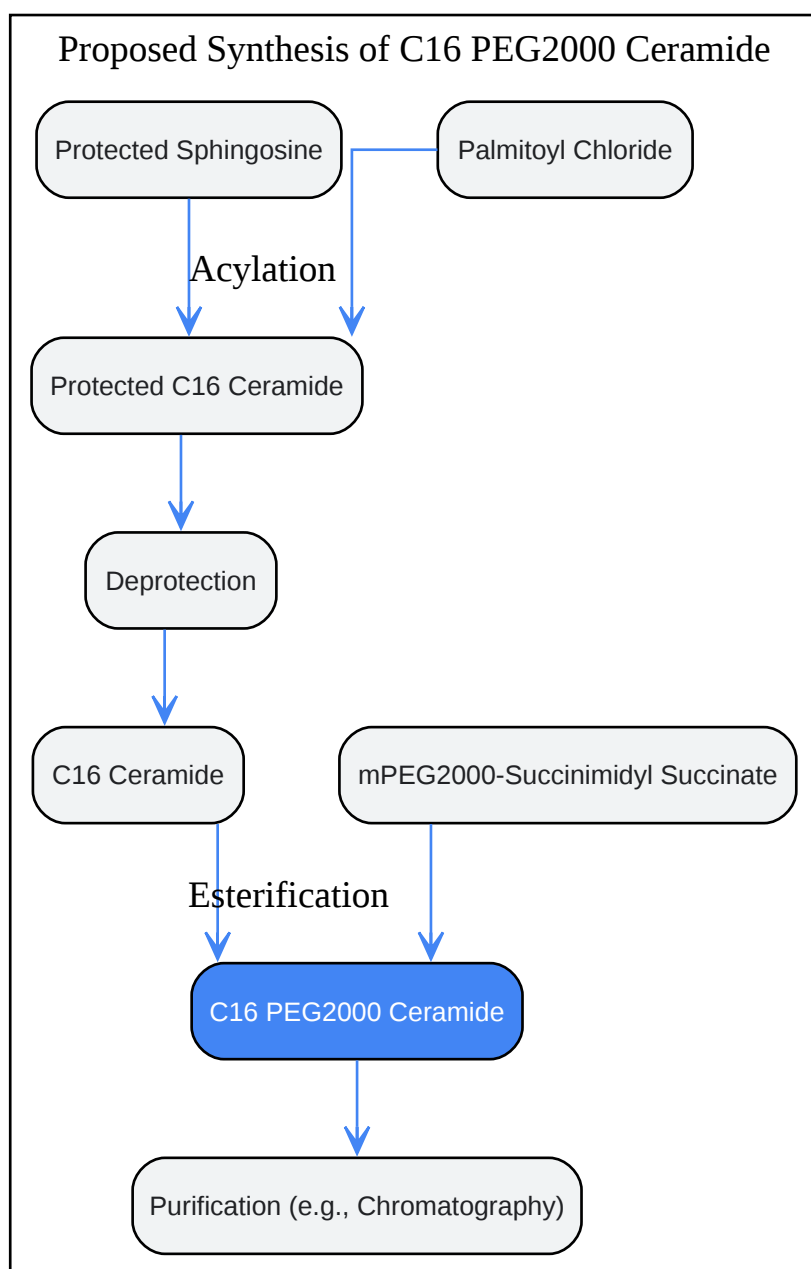 Proposed Synthesis of C16 PEG2000 Ceramide
Protected Sphingosine
Palmitoyl Chloride
Acylation
Protected C16 Ceramide
Deprotection
C16 Ceramide
mPEG2000-Succinimidyl Succinate
Esterification
C16 PEG2000 Ceramide
Purification (e.g., Chromatography)